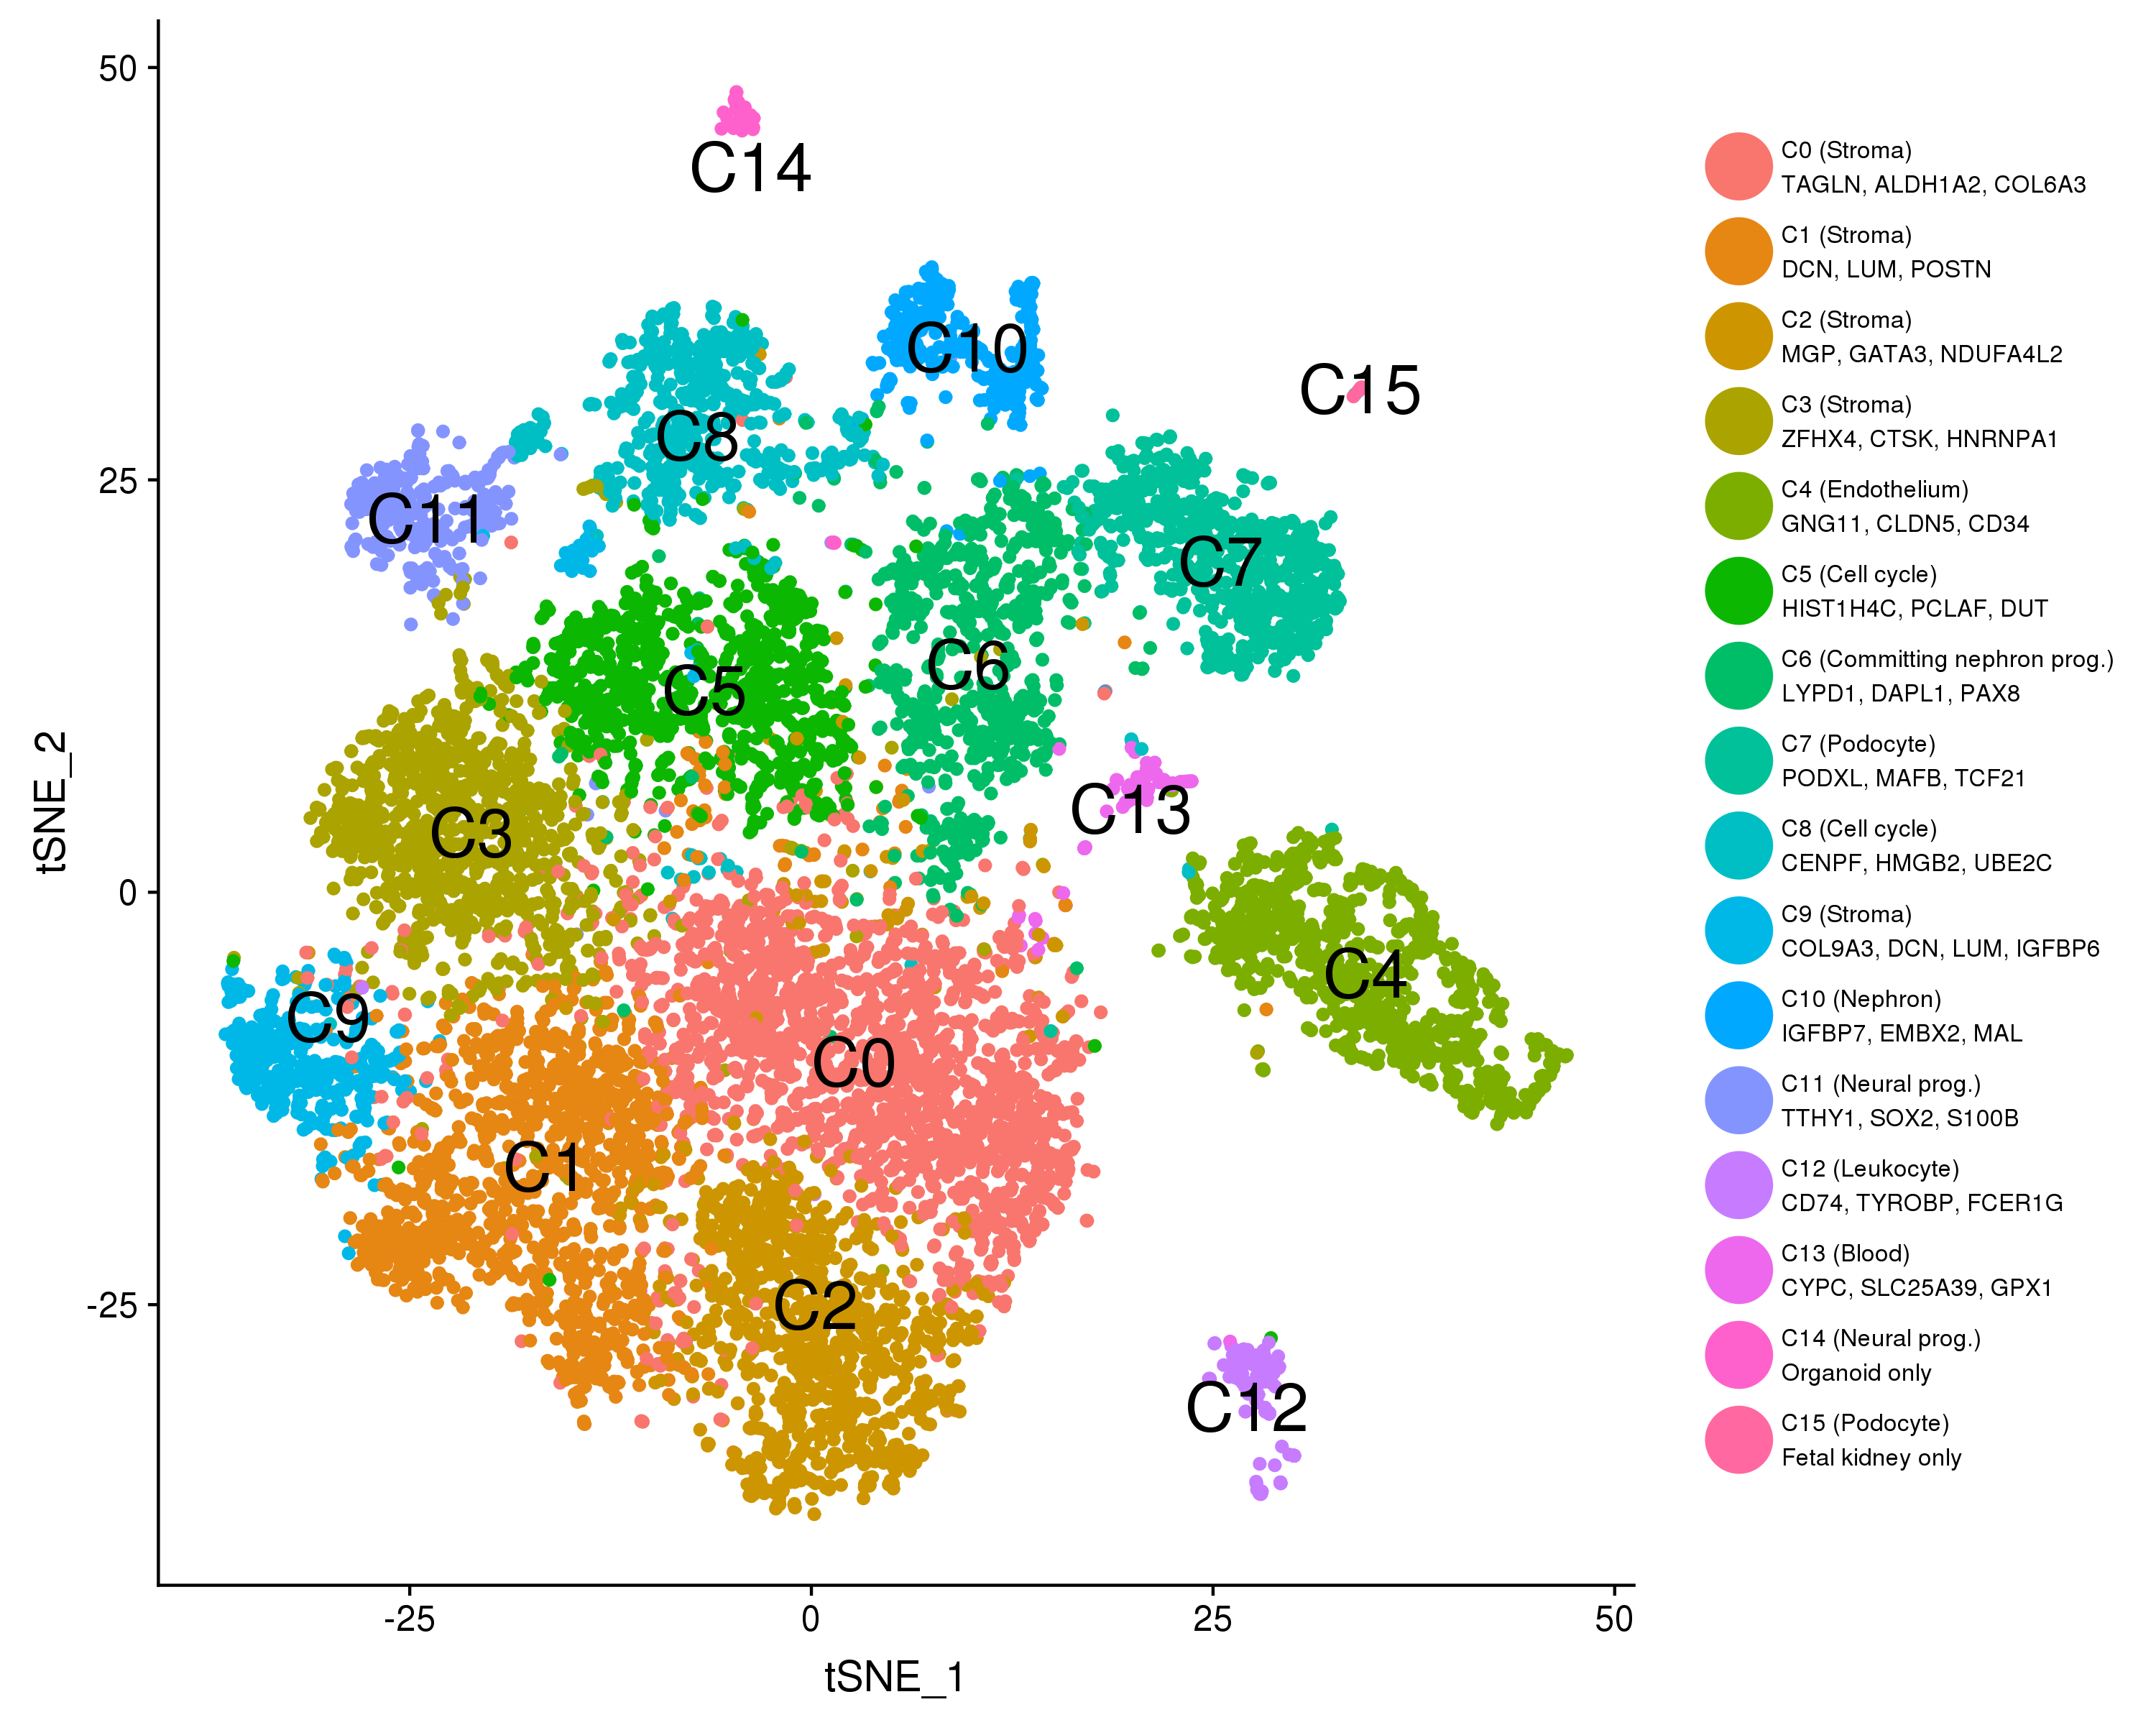 50
25
0
-25
tSNE_2
-25
0
25
50
tSNE_1
C14
C10
C15
C8
C11
C7
C6
C5
C13
C3
C4
C9
C0
C1
C2
C12
C0 (Stroma)
TAGLN, ALDH1A2, COL6A3
C1 (Stroma)
DCN, LUM, POSTN
C2 (Stroma)
MGP, GATA3, NDUFA4L2
C3 (Stroma)
ZFHX4, CTSK, HNRNPA1
C4 (Endothelium)
GNG11, CLDN5, CD34
C5 (Cell cycle)
HIST1H4C, PCLAF, DUT
C6 (Committing nephron prog.)
LYPD1, DAPL1, PAX8
C7 (Podocyte)
PODXL, MAFB, TCF21
C8 (Cell cycle)
CENPF, HMGB2, UBE2C
C9 (Stroma)
COL9A3, DCN, LUM, IGFBP6
C10 (Nephron)
IGFBP7, EMBX2, MAL
C11 (Neural prog.)
TTHY1, SOX2, S100B
C12 (Leukocyte)
CD74, TYROBP, FCER1G
C13 (Blood)
CYPC, SLC25A39, GPX1
C14 (Neural prog.)
Organoid only
C15 (Podocyte)
Fetal kidney only